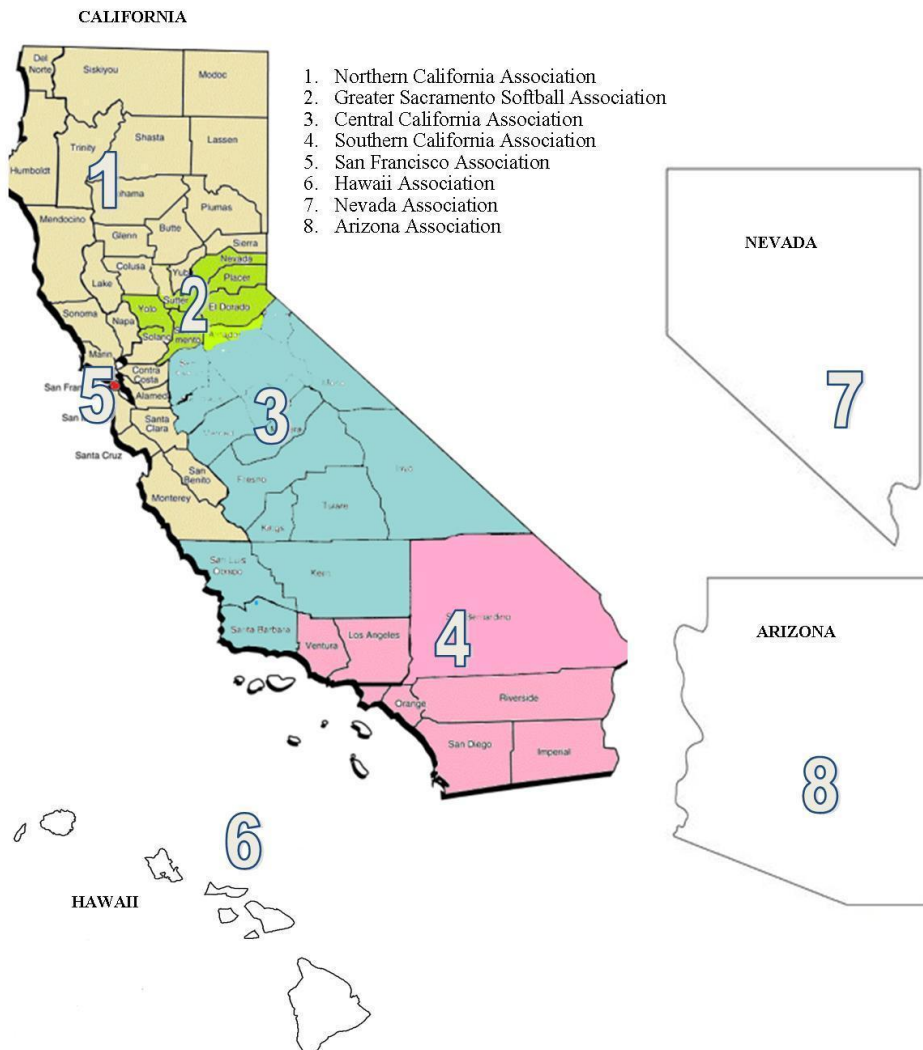 CALIFORNIA
1. Northern California Association
2. Greater Sacramento Softball Association
3. Central California Association
4. Southern California Association
5. San Francisco Association
6. Hawaii Association
7. Nevada Association
8. Arizona Association
Del
Norte
Siskiyou
Modoc
Trinity
Shasta
Lassen
Humboldt
1
Plumas
Mendocino
Butte
Glenn
Sierra
Nevada
Colusa
Placer
Lake
2
Sutter
El Dorado
Yolo
Sonoma
Napa
Solano
Marin
Contra
Costa
5
3
Santa
Clara
Santa Cruz
San
Benito
Fresno
Inyo
Monterey
Tulare
Kings
San Luis
Obispo
Kern
4
Santa Barbara
Ventura
Los Angeles
Orange
Riverside
San Diego
Imperial
NEVADA
7
ARIZONA
8
6
HAWAII